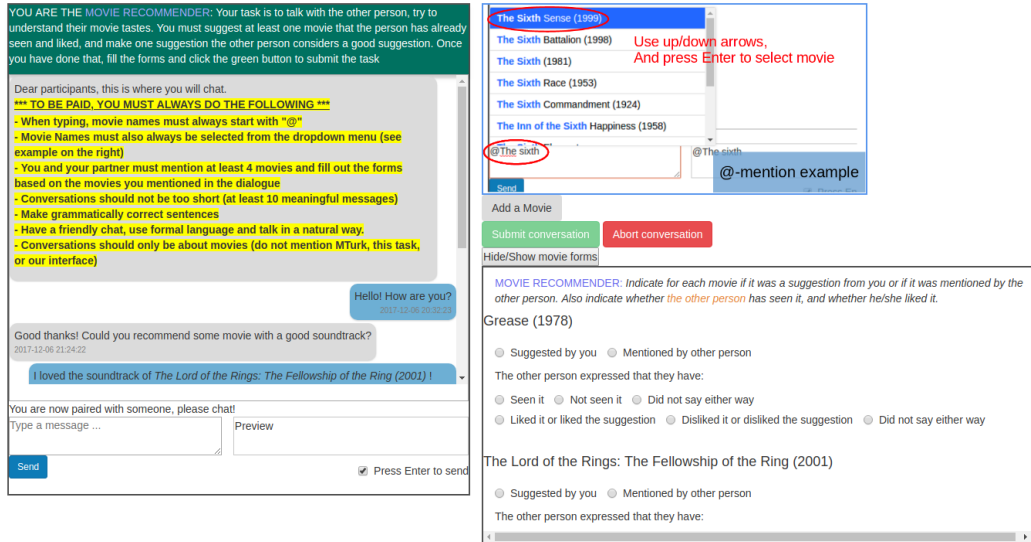 YOU ARE THE MOVIE RECOMMENDER: Your task is to talk with the other person, try to
understand their movie tastes. You must suggest at least one movie that the person has already
seen and liked, and make one suggestion the other person considers a good suggestion. Once
you have done that, fill the forms and click the green button to submit the task
Dear participants, this is where you will chat.
*** TO BE PAID, YOU MUST ALWAYS DO THE FOLLOWING ***
- When typing, movie names must always start with "@"
- Movie Names must also always be selected from the dropdown menu (see
example on the right)
- You and your partner must mention at least 4 movies and fill out the forms
based on the movies you mentioned in the dialogue
- Conversations should not be too short (at least 10 meaningful messages)
- Make grammatically correct sentences
- Have a friendly chat, use formal language and talk in a natural way.
- Conversations should only be about movies (do not mention MTurk, this task,
or our interface)
Hello! How are you?
2017-12-06 20:32:23
Good thanks! Could you recommend some movie with a good soundtrack?
2017-12-06 21:24:22
I loved the soundtrack of The Lord of the Rings: The Fellowship of the Ring (2001) !
You are now paired with someone, please chat!
Type a message ...
Preview
Send
Press Enter to send
The Sixth Sense (1999)
The Sixth Battalion (1998)
The Sixth (1981)
The Sixth Race (1953)
The Sixth Commandment (1924)
The Inn of the Sixth Happiness (1958)
Use up/down arrows,
And press Enter to select movie
@The sixth
@The sixth
@-mention example
Send
Add a Movie
Submit conversation
Abort conversation
Hide/Show movie forms
MOVIE RECOMMENDER: Indicate for each movie if it was a suggestion from you or if it was mentioned by the
other person. Also indicate whether the other person has seen it, and whether he/she liked it.
Grease (1978)
Suggested by you
Mentioned by other person
The other person expressed that they have:
Seen it
Not seen it
Did not say either way
Liked it or liked the suggestion
Disliked it or disliked the suggestion
Did not say either way
The Lord of the Rings: The Fellowship of the Ring (2001)
Suggested by you
Mentioned by other person
The other person expressed that they have: